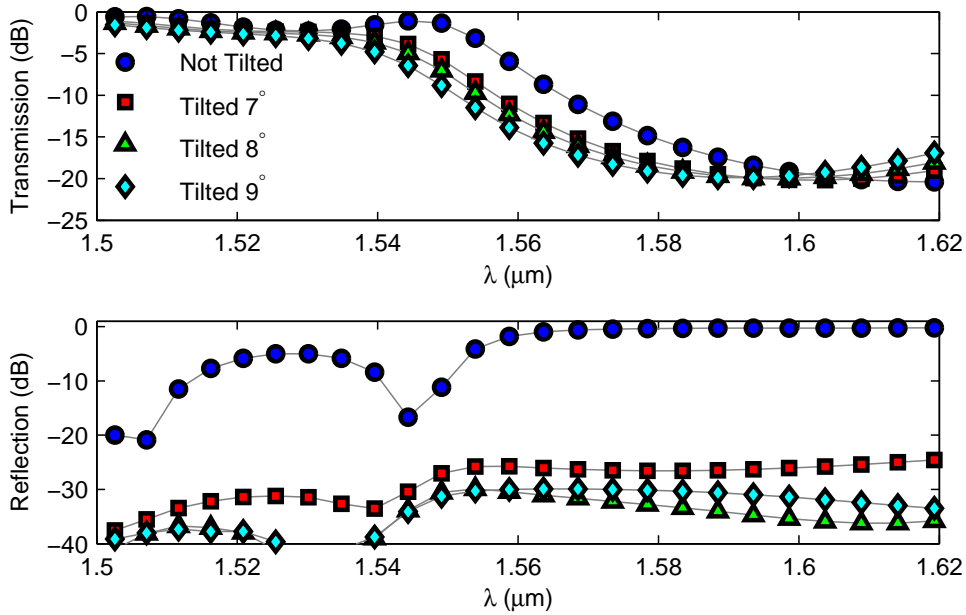 0
−5
−10
−15
−20
−25
Transmission (dB)
Not Tilted
Tilted 7°
Tilted 8°
Tilted 9°
1.5 1.52 1.54 1.56 1.58 1.6 1.62
λ (μm)
0
−10
−20
−30
−40
Reflection (dB)
1.5 1.52 1.54 1.56 1.58 1.6 1.62
λ (μm)